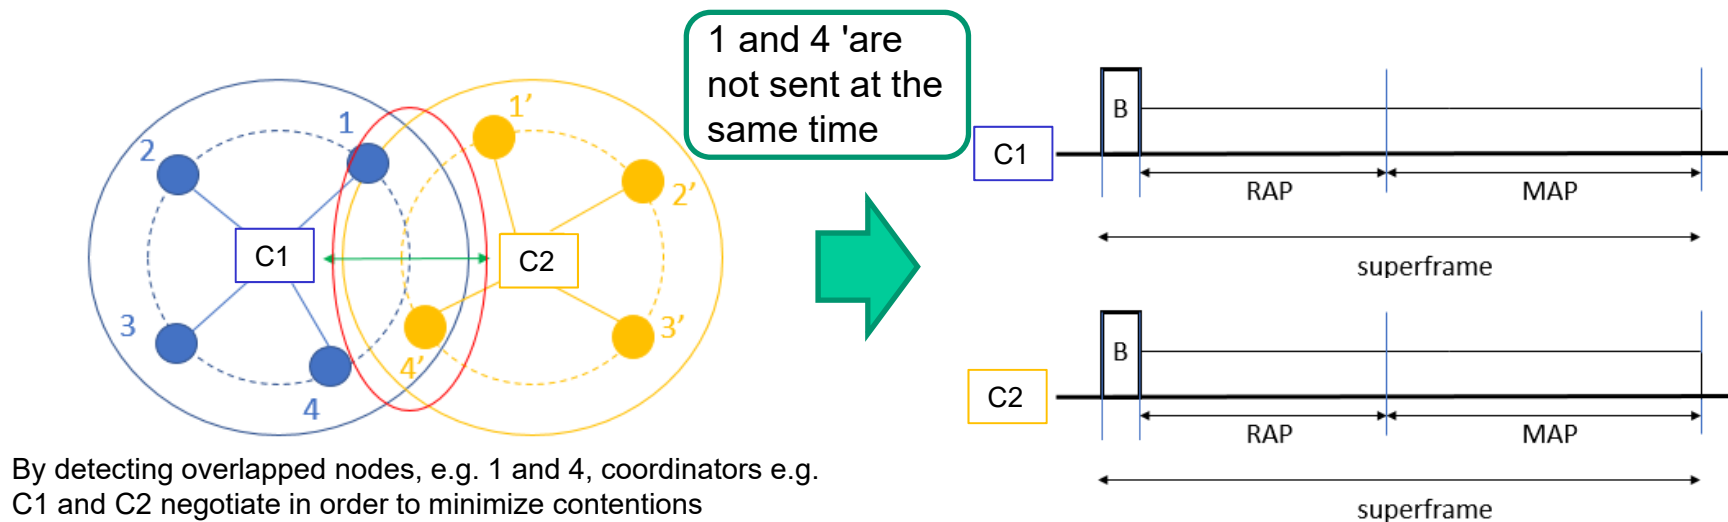 1 and 4 'are
not sent at the
same time
1
1’
2
2’
C1
C2
3
3’
4’
4
By detecting overlapped nodes, e.g. 1 and 4, coordinators e.g.
C1 and C2 negotiate in order to minimize contentions
C1
B
RAP
MAP
superframe
C2
B
RAP
MAP
superframe